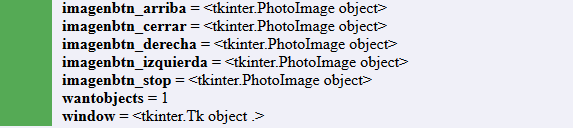 imagenbtn_arriba = <tkinter.PhotoImage object>
imagenbtn_cerrar = <tkinter.PhotoImage object>
imagenbtn_derecha = <tkinter.PhotoImage object>
imagenbtn_izquierda = <tkinter.PhotoImage object>
imagenbtn_stop = <tkinter.PhotoImage object>
wantobjects = 1
window = <tkinter.Tk object .>